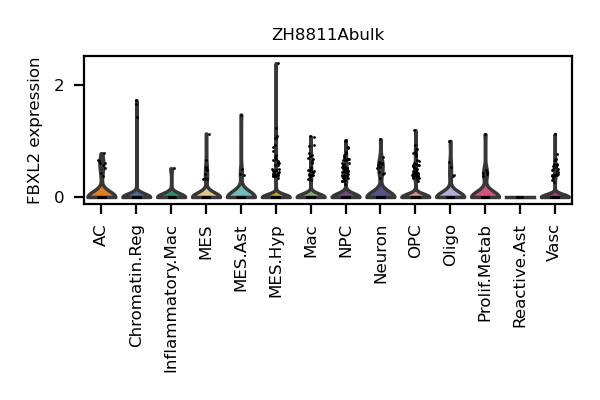 ZH8811Abulk
FBXL2 expression
2
0
AC
Chromatin.Reg
Inflammatory.Mac
MES
MES.Ast
MES.Hyp
Mac
NPC
Neuron
OPC
Oligo
Prolif.Metab
Reactive.Ast
Vasc